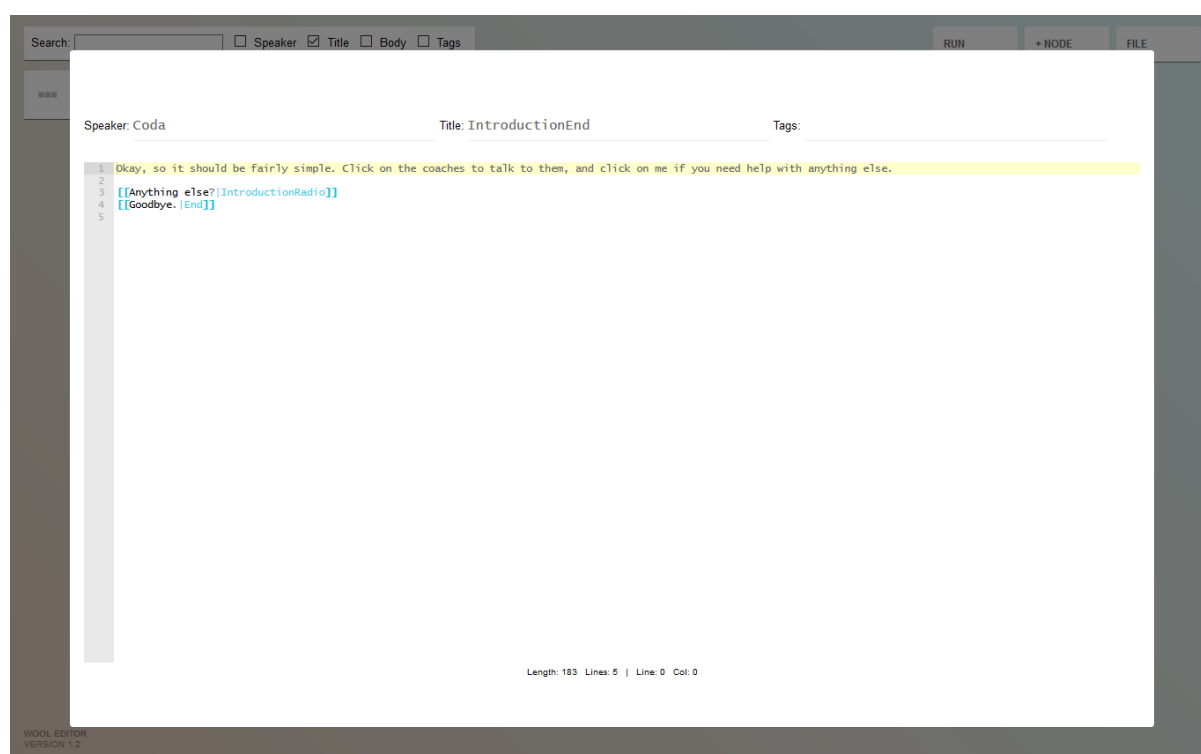 Search: Speaker Title Body Tags RUN + NODE FILE
Speaker: Coda Title: IntroductionEnd Tags:
1 Okay, so it should be fairly simple. Click on the coaches to talk to them, and click on me if you need help with anything else.
2
3 [[Anything else?|IntroductionRadio]]
4 [[Goodbye.|End]]
5
Length: 183 Lines: 5 | Line: 0 Col: 0
WOOL EDITOR
VERSION 1.2